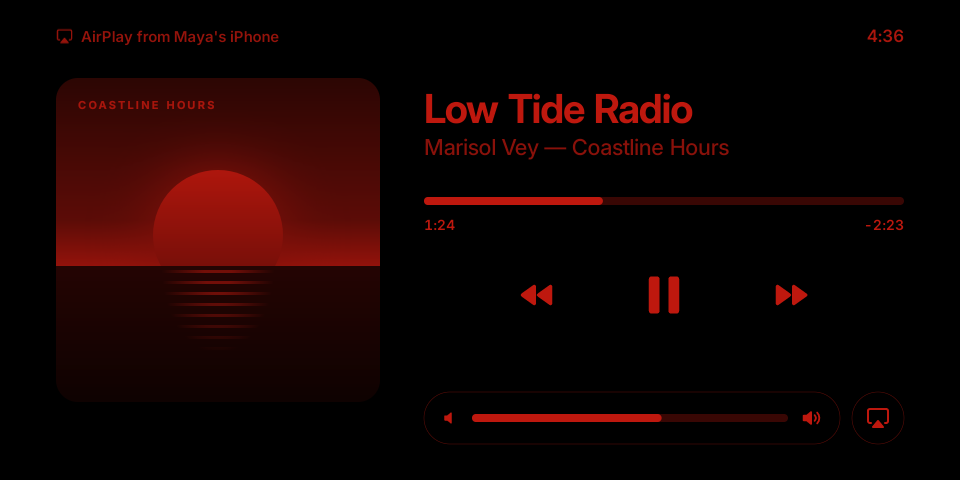 AirPlay from Maya's iPhone
4:36
COASTLINE HOURS
Low Tide Radio
Marisol Vey — Coastline Hours
1:24
-2:23